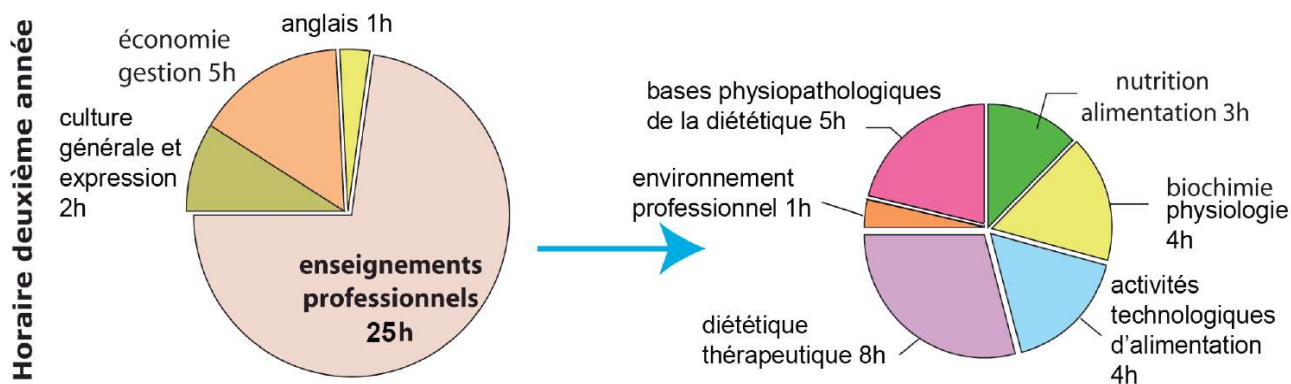 Horaire deuxième année
anglais 1h
économie
gestion 5h
culture
générale et
expression
2h
enseignements
professionnels
25h
bases physiopathologiques
de la diététique 5h
environnement
professionnel 1h
diététique
thérapeutique 8h
nutrition
alimentation 3h
biochimie
physiologie
4h
activités
technologiques
d'alimentation
4h